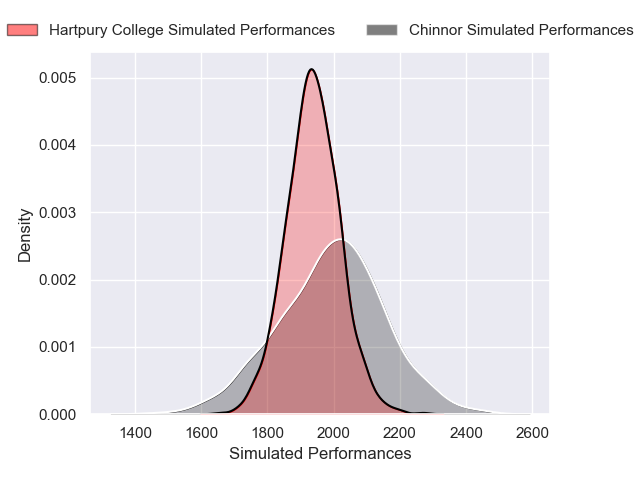 Hartpury College Simulated Performances
Chinnor Simulated Performances
0.005
0.004
0.003
0.002
0.001
0.000
Density
1400 1600 1800 2000 2200 2400 2600
Simulated Performances